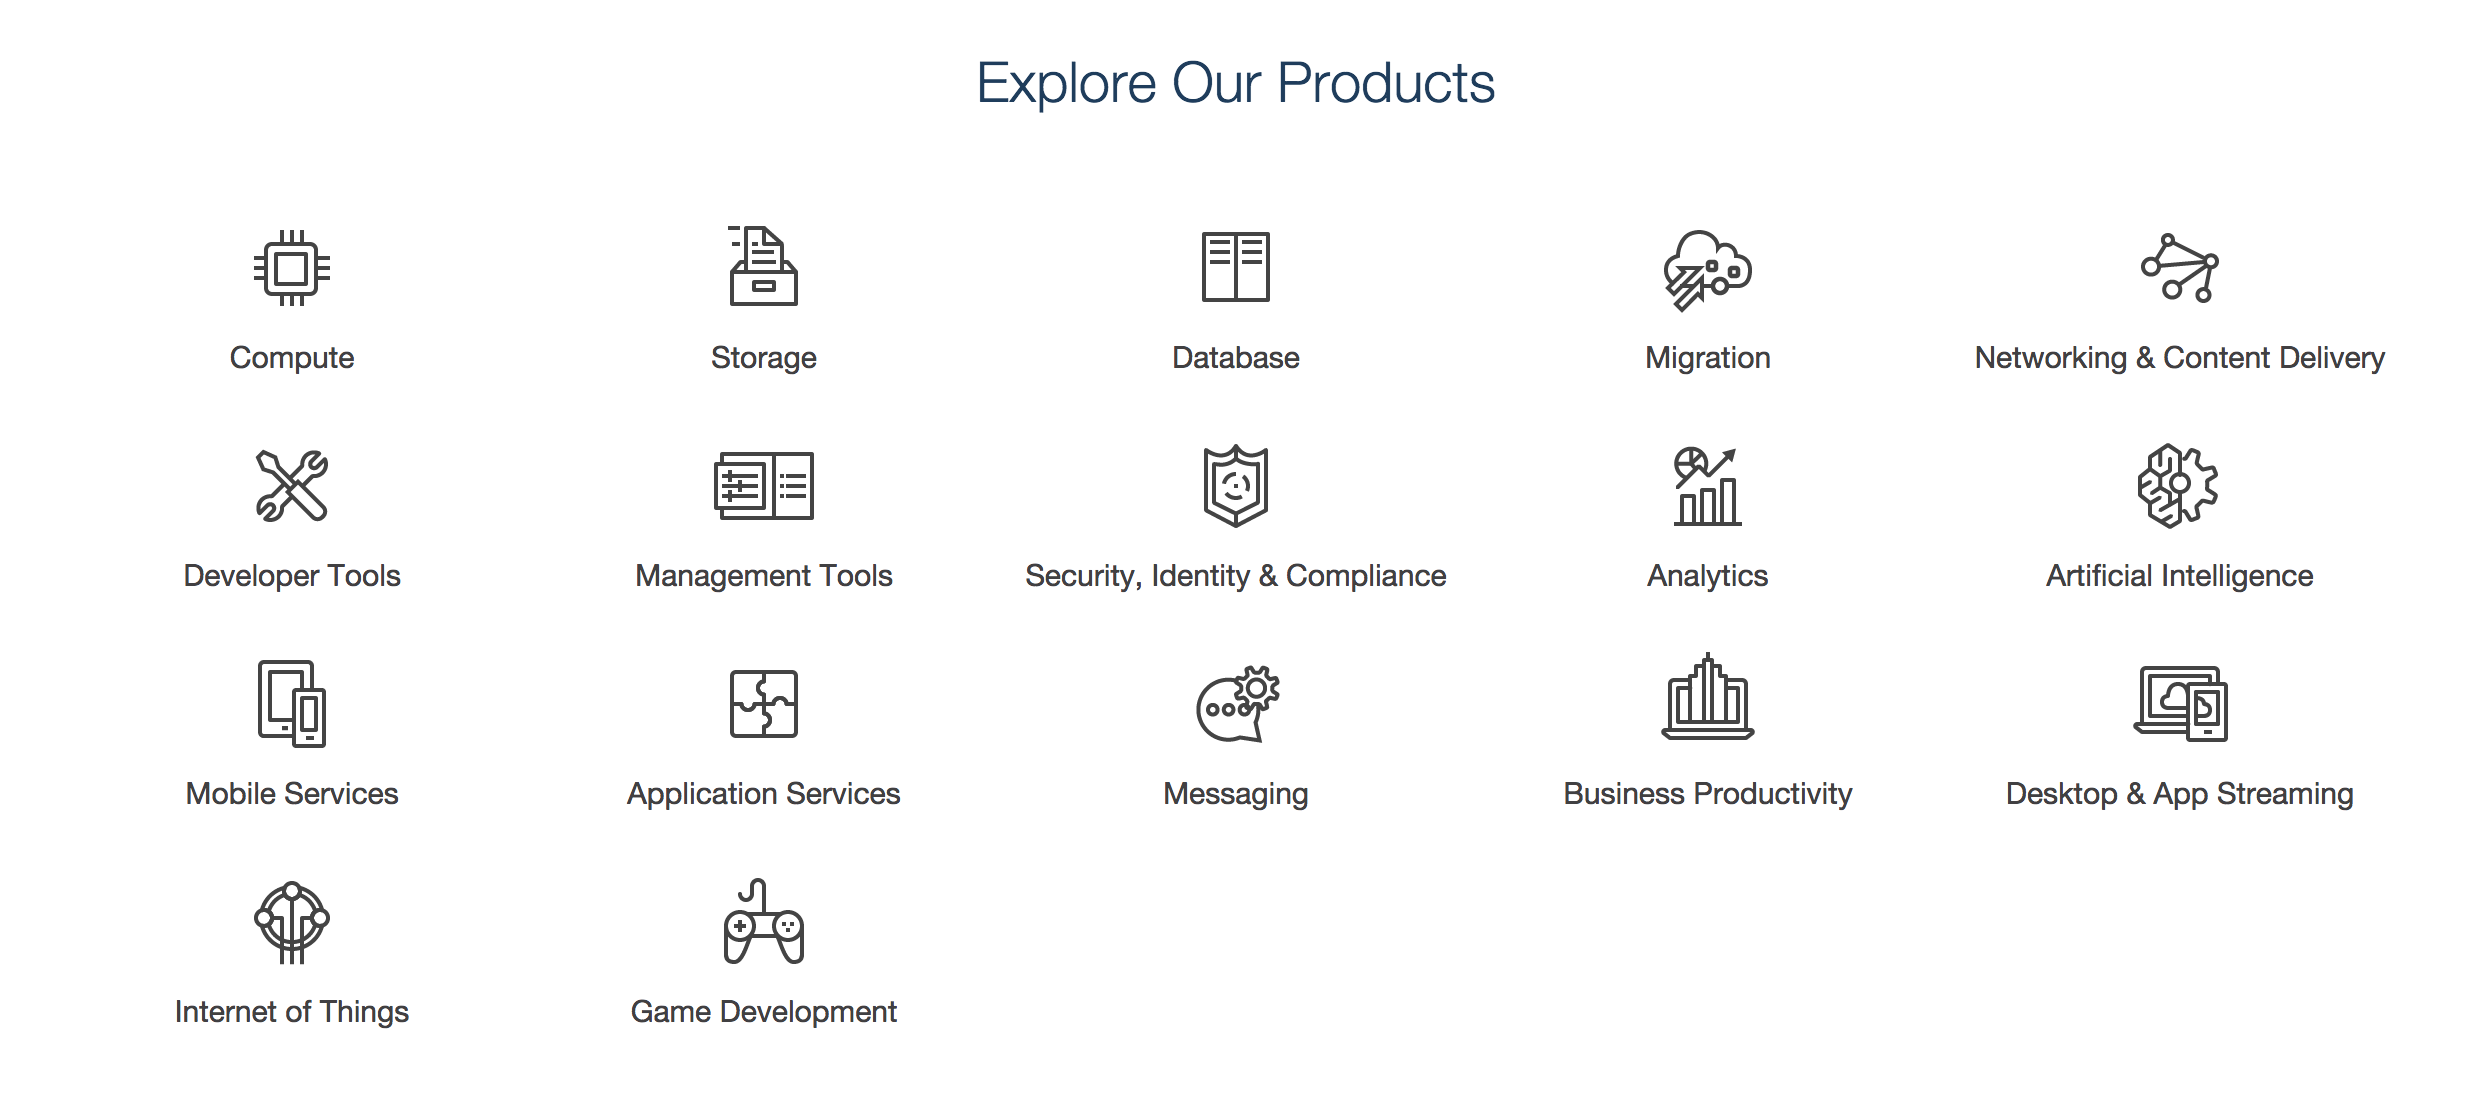 Explore Our Products
Compute
Storage
Database
Migration
Networking & Content Delivery
Developer Tools
Management Tools
Security, Identity & Compliance
Analytics
Artificial Intelligence
Mobile Services
Application Services
Messaging
Business Productivity
Desktop & App Streaming
Internet of Things
Game Development